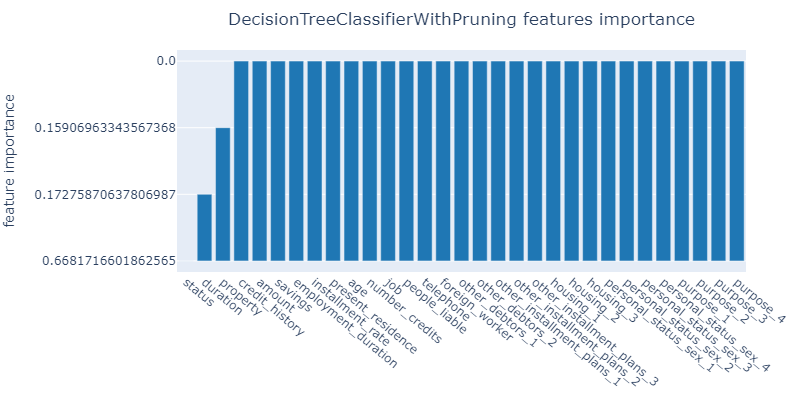 DecisionTreeClassifierWithPruning features importance
feature importance
0.0
0.15906963343567368
0.17275870637806987
0.6681716601862565
status
duration
property
credit_history
amount
savings
employment_duration
installment_rate
present_residence
age
number_credits
job
people_liable
telephone
foreign_worker
other_debtors_1
other_debtors_2
other_installment_plans_1
other_installment_plans_2
other_installment_plans_3
housing_1
housing_2
housing_3
personal_status_sex_1
personal_status_sex_2
personal_status_sex_3
personal_status_sex_4
purpose_1
purpose_2
purpose_3
purpose_4